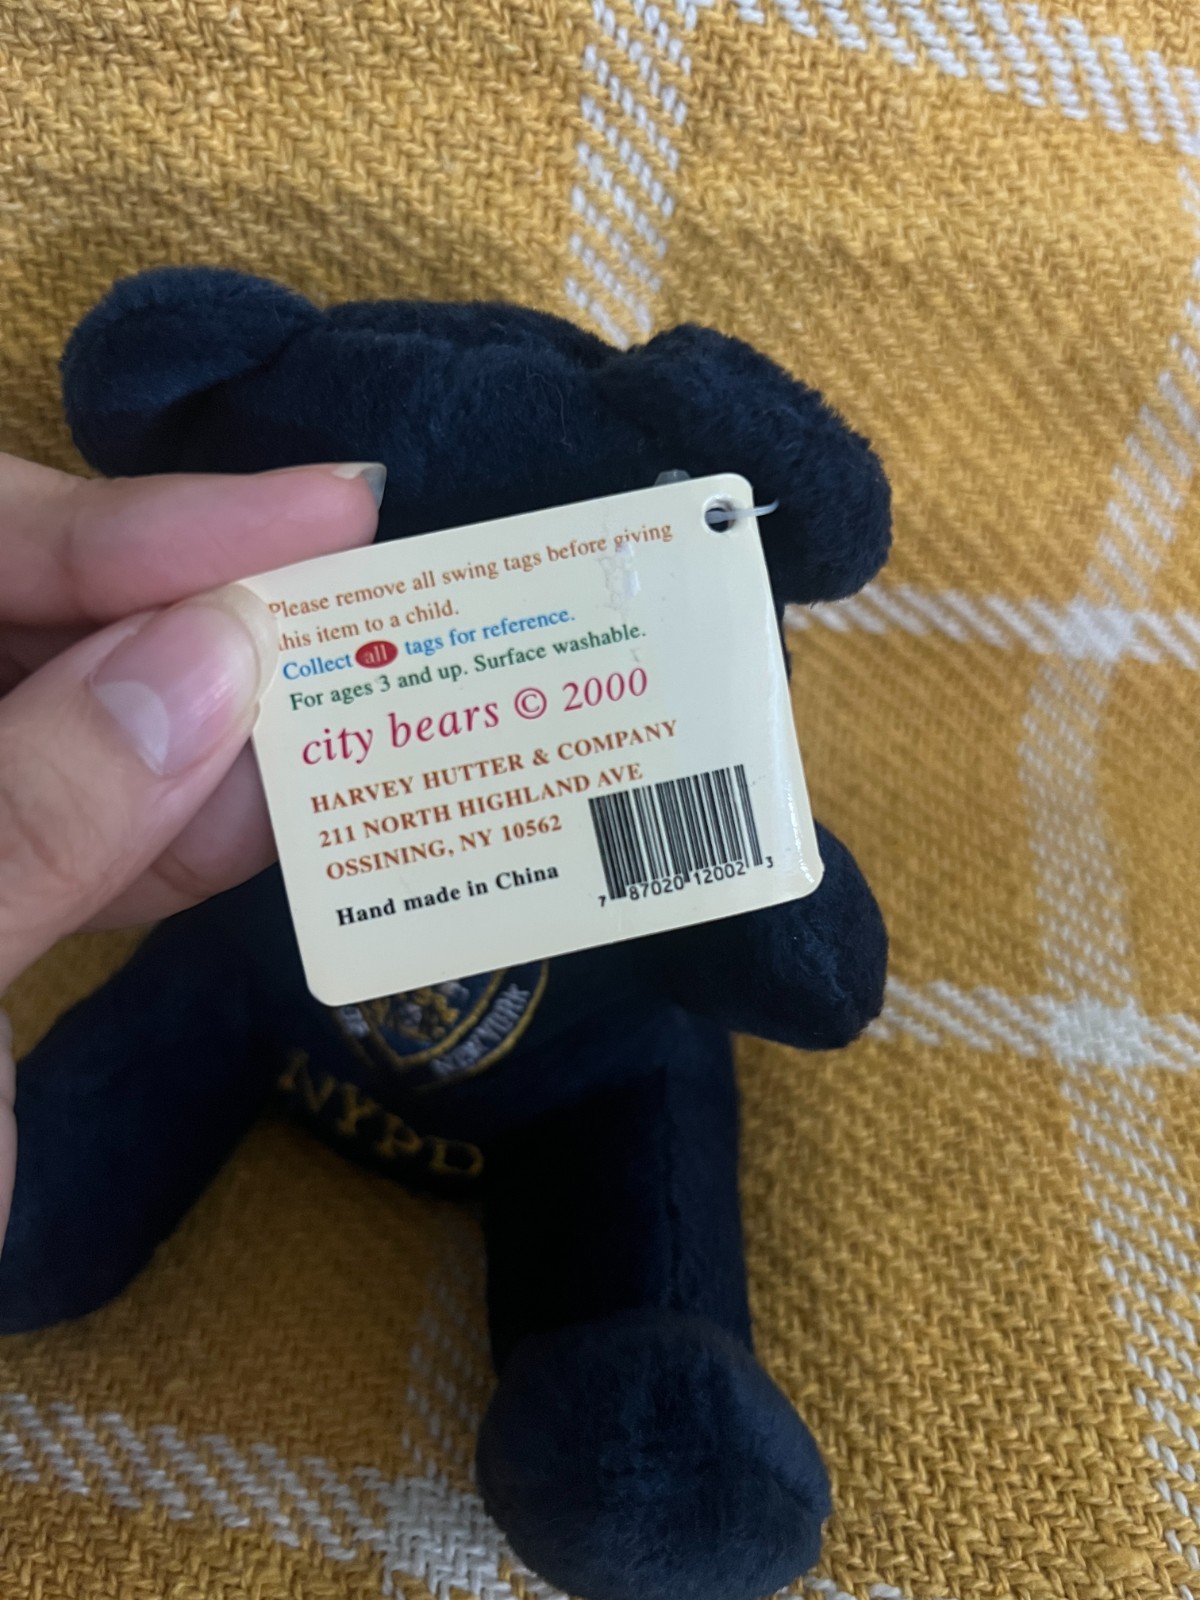 Please remove all swing tags before giving
this item to a child.
Collect all tags for reference.
For ages 3 and up. Surface washable.
city bears © 2000
HARVEY HUTTER & COMPANY
211 NORTH HIGHLAND AVE
OSSINING, NY 10562
Hand made in China
7 87020 12002 3
NEW YORK
NYPD